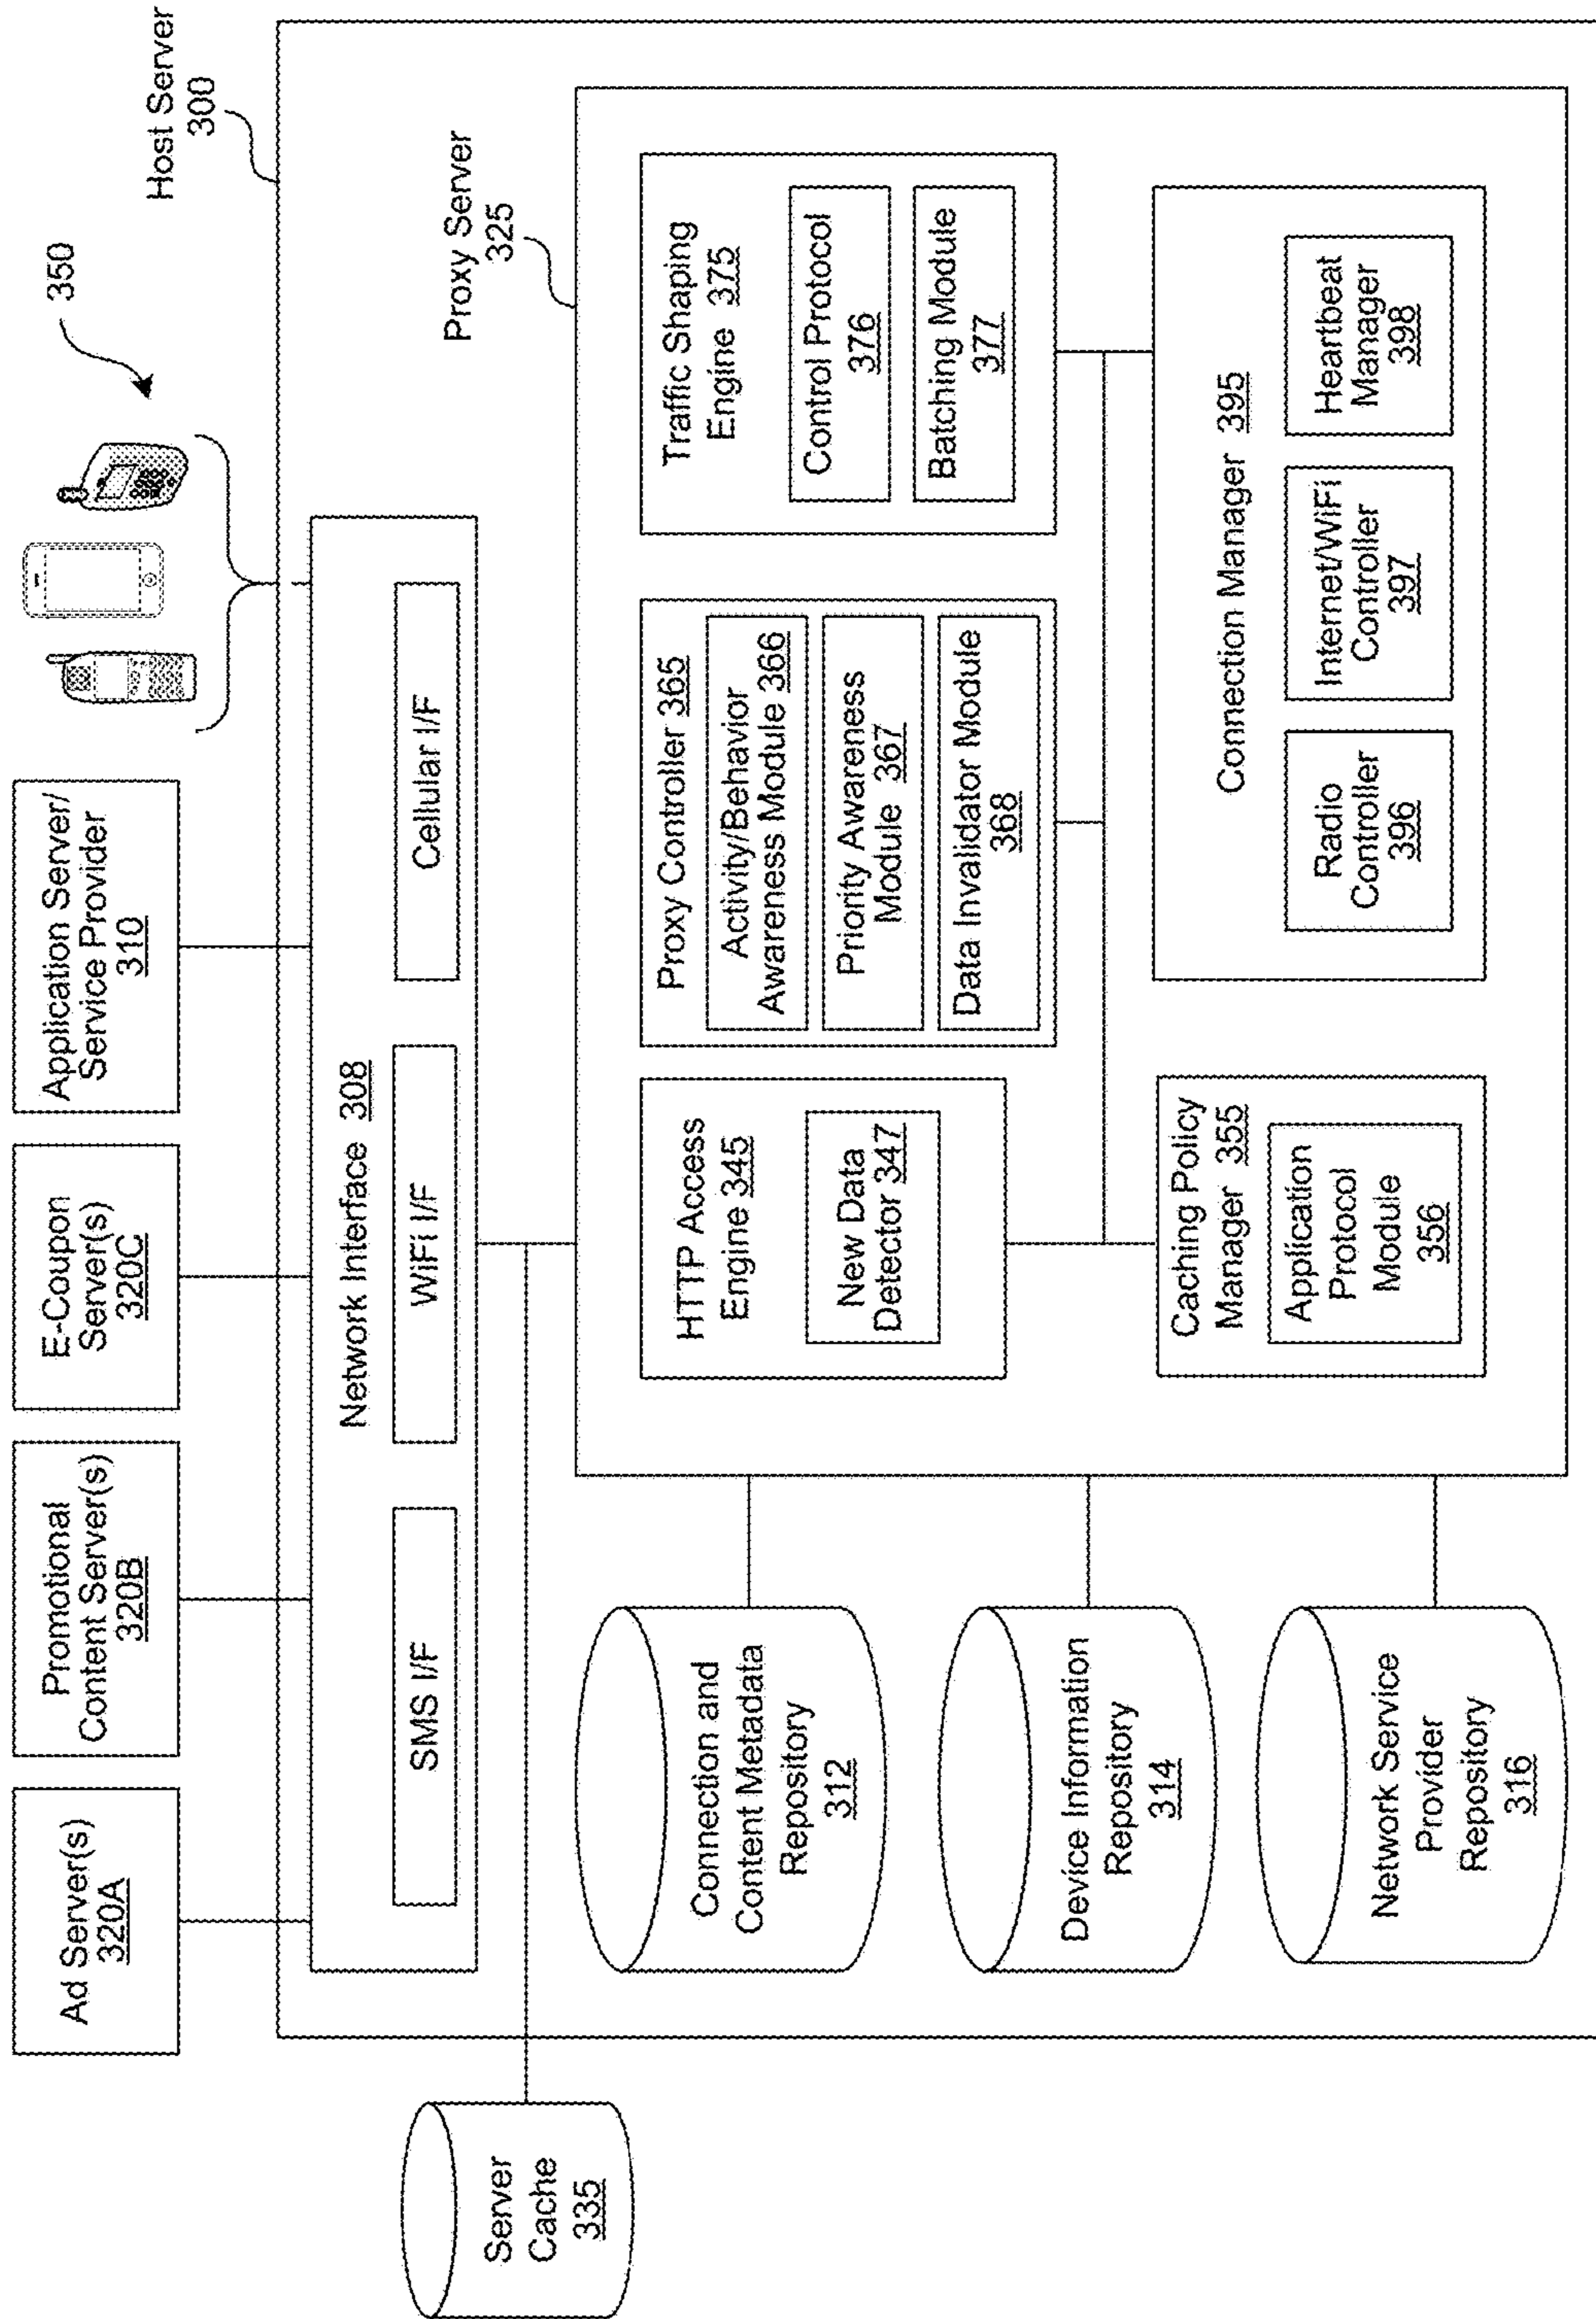 Ad Server(s)
320A
Promotional
Content Server(s)
320B
E-Coupon
Server(s)
320C
Application Server/
Service Provider
310
350
Host Server
300
Network Interface 308
SMS I/F
WiFi I/F
Cellular I/F
Server
Cache
335
Proxy Server
325
Connection and
Content Metadata
Repository
312
Device Information
Repository
314
Network Service
Provider
Repository
316
HTTP Access
Engine 345
New Data
Detector 347
Proxy Controller 365
Activity/Behavior
Awareness Module 366
Priority Awareness
Module 367
Data Invalidator Module
368
Traffic Shaping
Engine 375
Control Protocol
376
Batching Module
377
Caching Policy
Manager 355
Application
Protocol
Module
356
Connection Manager 395
Radio
Controller
396
Internet/WiFi
Controller
397
Heartbeat
Manager
398